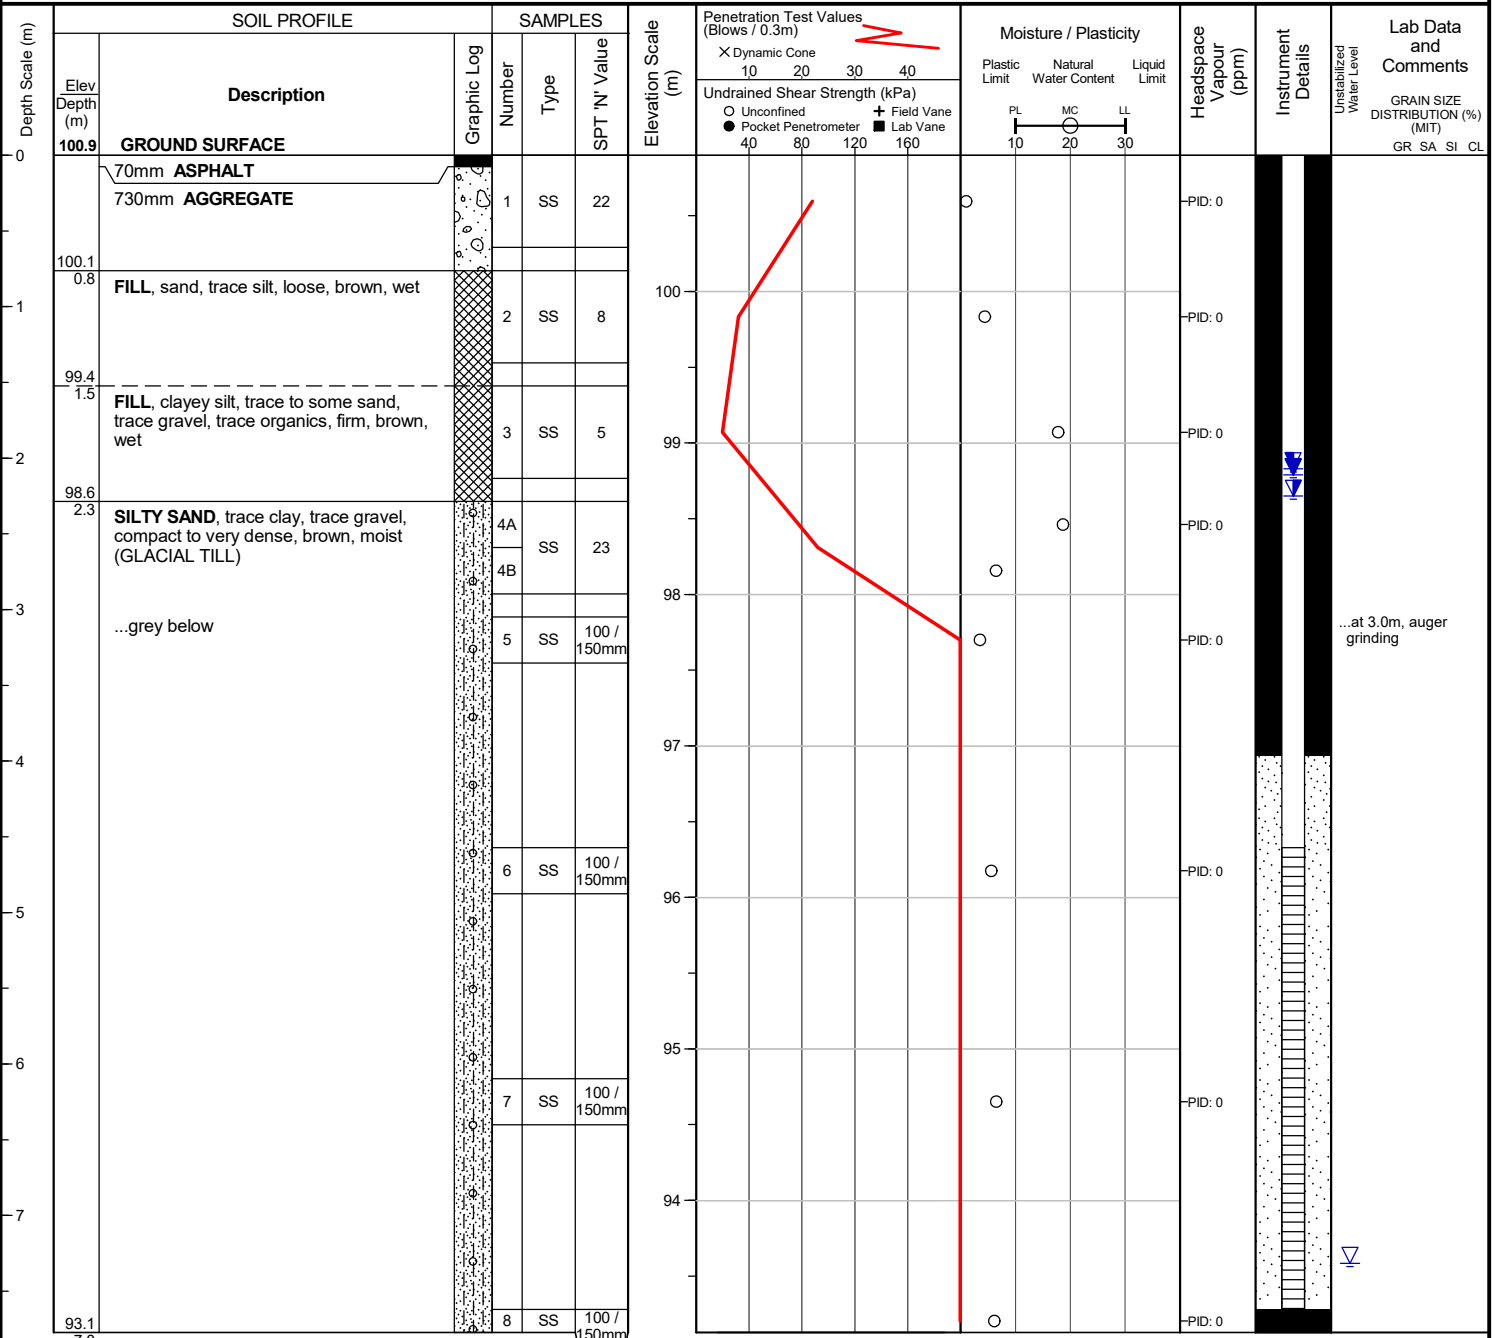 SOIL PROFILE
SAMPLES
Depth Scale (m)
Elev
Depth
(m)
Description
Graphic Log
Number
Type
SPT 'N' Value
Elevation Scale
(m)
Penetration Test Values
(Blows / 0.3m)
Dynamic Cone
10 20 30 40
Undrained Shear Strength (kPa)
Unconfined
Field Vane
Pocket Penetrometer
Lab Vane
40 80 120 160
Moisture / Plasticity
Plastic
Limit
Natural
Water Content
Liquid
Limit
PL MC LL
10 20 30
Headspace
Vapour
(ppm)
Instrument
Details
Unstabilized
Water Level
Lab Data
and
Comments
GRAIN SIZE
DISTRIBUTION (%)
(MIT)
GR SA SI CL
100.9 GROUND SURFACE
0
70mm ASPHALT
730mm AGGREGATE
1 SS 22
PID: 0
100.1
0.8
FILL, sand, trace silt, loose, brown, wet
100
1
2 SS 8
PID: 0
99.4
1.5
FILL, clayey silt, trace to some sand,
trace gravel, trace organics, firm, brown,
wet
3 SS 5
PID: 0
99
2
98.6
2.3
SILTY SAND, trace clay, trace gravel,
compact to very dense, brown, moist
(GLACIAL TILL)
4A
4B
SS 23
PID: 0
98
3
...grey below
5 SS 100 /
150mm
PID: 0
...at 3.0m, auger
grinding
97
4
6 SS 100 /
150mm
PID: 0
96
5
95
6
7 SS 100 /
150mm
PID: 0
94
7
93.1
8 SS 100 /
150mm
PID: 0